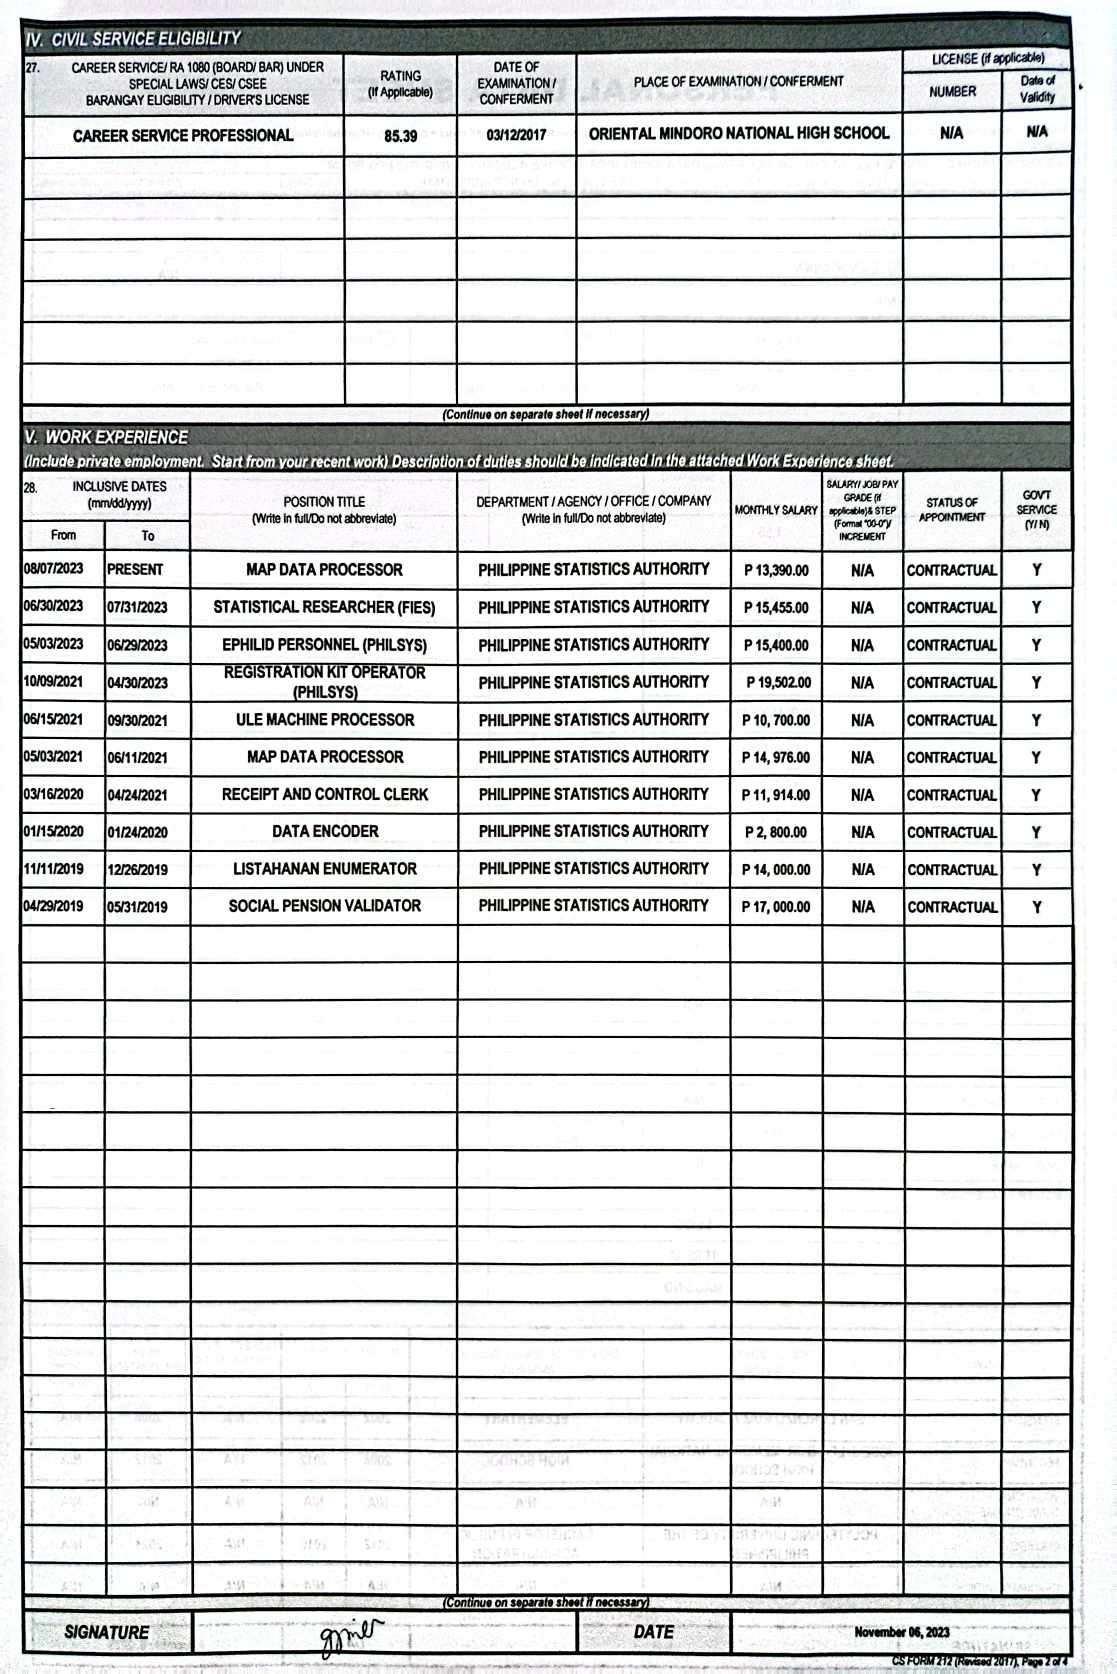 IV. CIVIL SERVICE ELIGIBILITY
27. CAREER SERVICE/ RA 1080 (BOARD/ BAR) UNDER
SPECIAL LAWS/ CES/ CSEE
BARANGAY ELIGIBILITY / DRIVER'S LICENSE
RATING
(If Applicable)
DATE OF
EXAMINATION /
CONFERMENT
PLACE OF EXAMINATION / CONFERMENT
LICENSE (if applicable)
NUMBER
Date of
Validity
CAREER SERVICE PROFESSIONAL 85.39 03/12/2017 ORIENTAL MINDORO NATIONAL HIGH SCHOOL N/A N/A
(Continue on separate sheet if necessary)
V. WORK EXPERIENCE
(Include private employment. Start from your recent work) Description of duties should be indicated in the attached Work Experience sheet.
28. INCLUSIVE DATES
(mm/dd/yyyy)
From To
POSITION TITLE
(Write in full/Do not abbreviate)
DEPARTMENT / AGENCY / OFFICE / COMPANY
(Write in full/Do not abbreviate)
MONTHLY SALARY
SALARY/ JOB/ PAY
GRADE (if
applicable)& STEP
(Format "00-0")/
INCREMENT
STATUS OF
APPOINTMENT
GOV'T
SERVICE
(Y/ N)
08/07/2023 PRESENT MAP DATA PROCESSOR PHILIPPINE STATISTICS AUTHORITY P 13,390.00 N/A CONTRACTUAL Y
06/30/2023 07/31/2023 STATISTICAL RESEARCHER (FIES) PHILIPPINE STATISTICS AUTHORITY P 15,455.00 N/A CONTRACTUAL Y
05/03/2023 06/29/2023 EPHILID PERSONNEL (PHILSYS) PHILIPPINE STATISTICS AUTHORITY P 15,400.00 N/A CONTRACTUAL Y
10/09/2021 04/30/2023 REGISTRATION KIT OPERATOR
(PHILSYS) PHILIPPINE STATISTICS AUTHORITY P 19,502.00 N/A CONTRACTUAL Y
06/15/2021 09/30/2021 ULE MACHINE PROCESSOR PHILIPPINE STATISTICS AUTHORITY P 10, 700.00 N/A CONTRACTUAL Y
05/03/2021 06/11/2021 MAP DATA PROCESSOR PHILIPPINE STATISTICS AUTHORITY P 14, 976.00 N/A CONTRACTUAL Y
03/16/2020 04/24/2021 RECEIPT AND CONTROL CLERK PHILIPPINE STATISTICS AUTHORITY P 11, 914.00 N/A CONTRACTUAL Y
01/15/2020 01/24/2020 DATA ENCODER PHILIPPINE STATISTICS AUTHORITY P 2, 800.00 N/A CONTRACTUAL Y
11/11/2019 12/26/2019 LISTAHANAN ENUMERATOR PHILIPPINE STATISTICS AUTHORITY P 14, 000.00 N/A CONTRACTUAL Y
04/29/2019 05/31/2019 SOCIAL PENSION VALIDATOR PHILIPPINE STATISTICS AUTHORITY P 17, 000.00 N/A CONTRACTUAL Y
(Continue on separate sheet if necessary)
SIGNATURE DATE November 06, 2023
CS FORM 212 (Revised 2017), Page 2 of 4